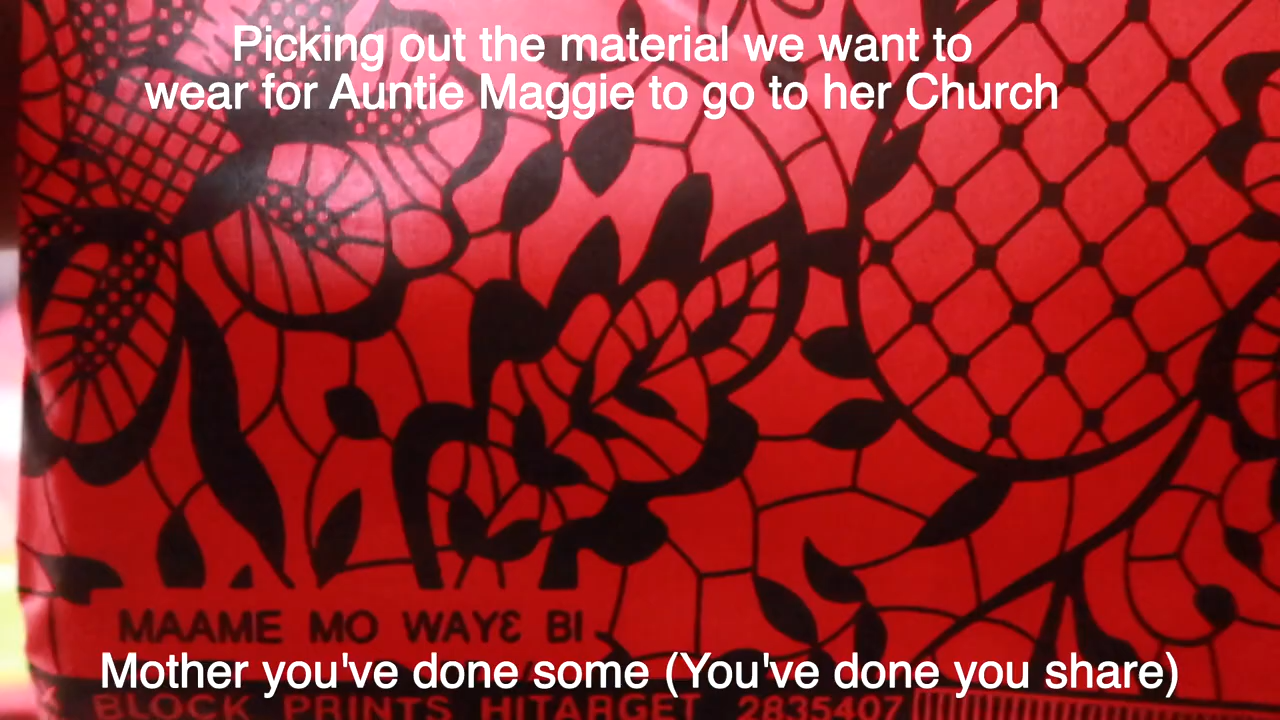 Picking out the material we want to
wear for Auntie Maggie to go to her Church
MAAME MO WAYƐ BI
Mother you've done some (You've done you share)
BLOCK PRINTS HITARGET 2835407